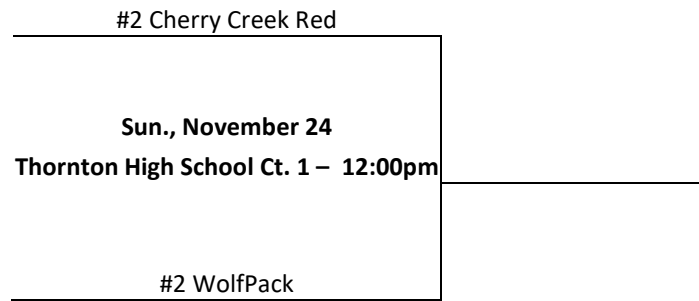 #2 Cherry Creek Red
Sun., November 24
Thornton High School Ct. 1 – 12:00pm
#2 WolfPack